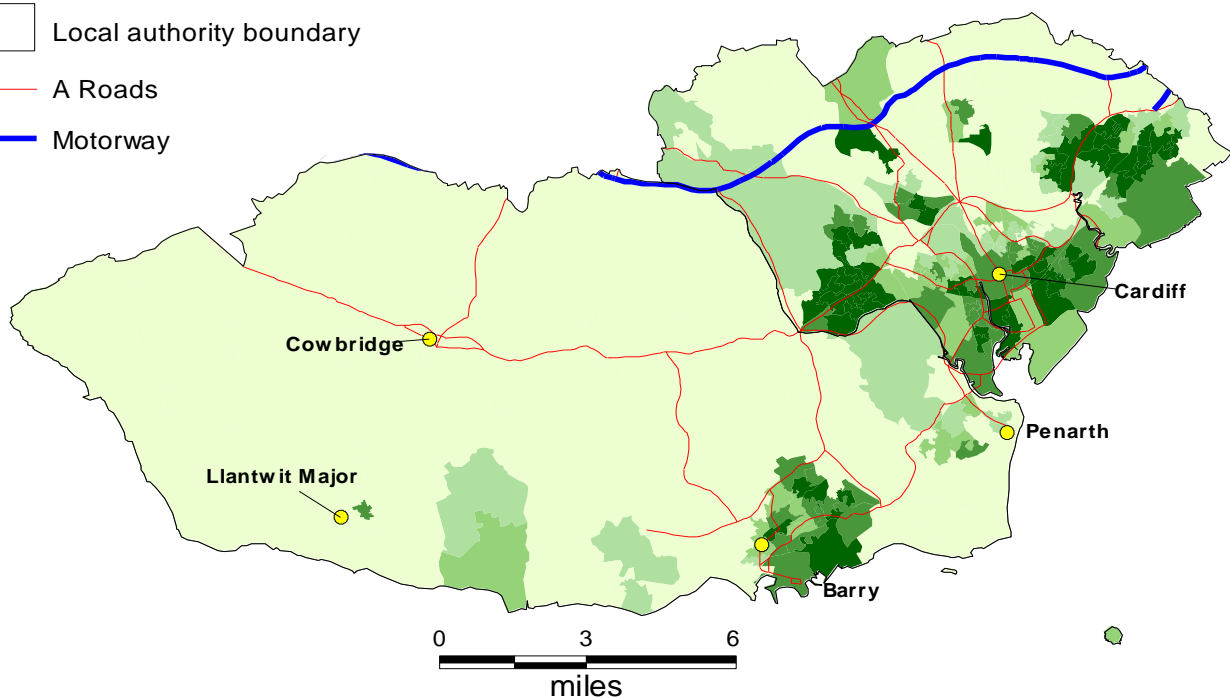 Local authority boundary
A Roads
Motorway
Cardiff
Cowbridge
Penarth
Llantwit Major
Barry
0 3 6
miles